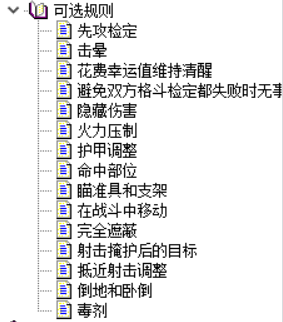 可选规则
先攻检定
击晕
花费幸运值维持清醒
避免双方格斗检定都失败时无事
隐藏伤害
火力压制
护甲调整
命中部位
瞄准具和支架
在战斗中移动
完全遮蔽
射击掩护后的目标
抵近射击调整
倒地和卧倒
毒剂